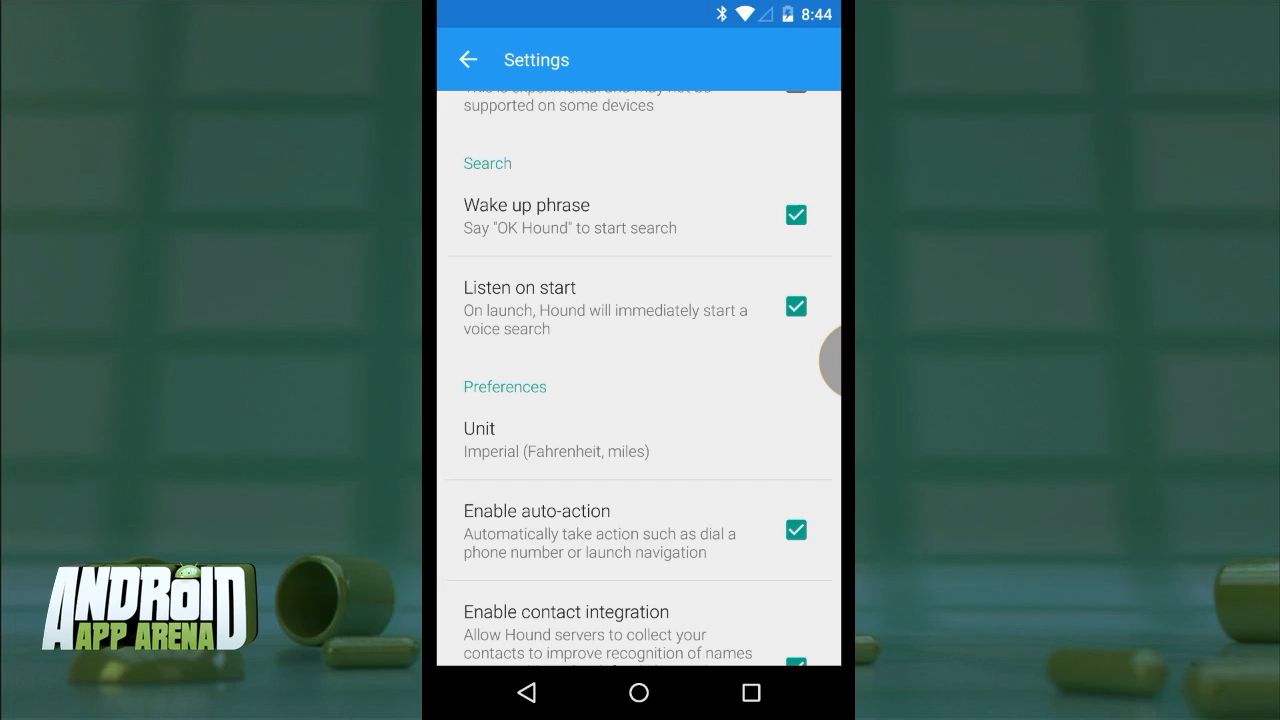 8:44
Settings
supported on some devices
Search
Wake up phrase
Say "OK Hound" to start search
Listen on start
On launch, Hound will immediately start a
voice search
Preferences
Unit
Imperial (Fahrenheit, miles)
Enable auto-action
Automatically take action such as dial a
phone number or launch navigation
Enable contact integration
Allow Hound servers to collect your
contacts to improve recognition of names
ANDROID
APP ARENA